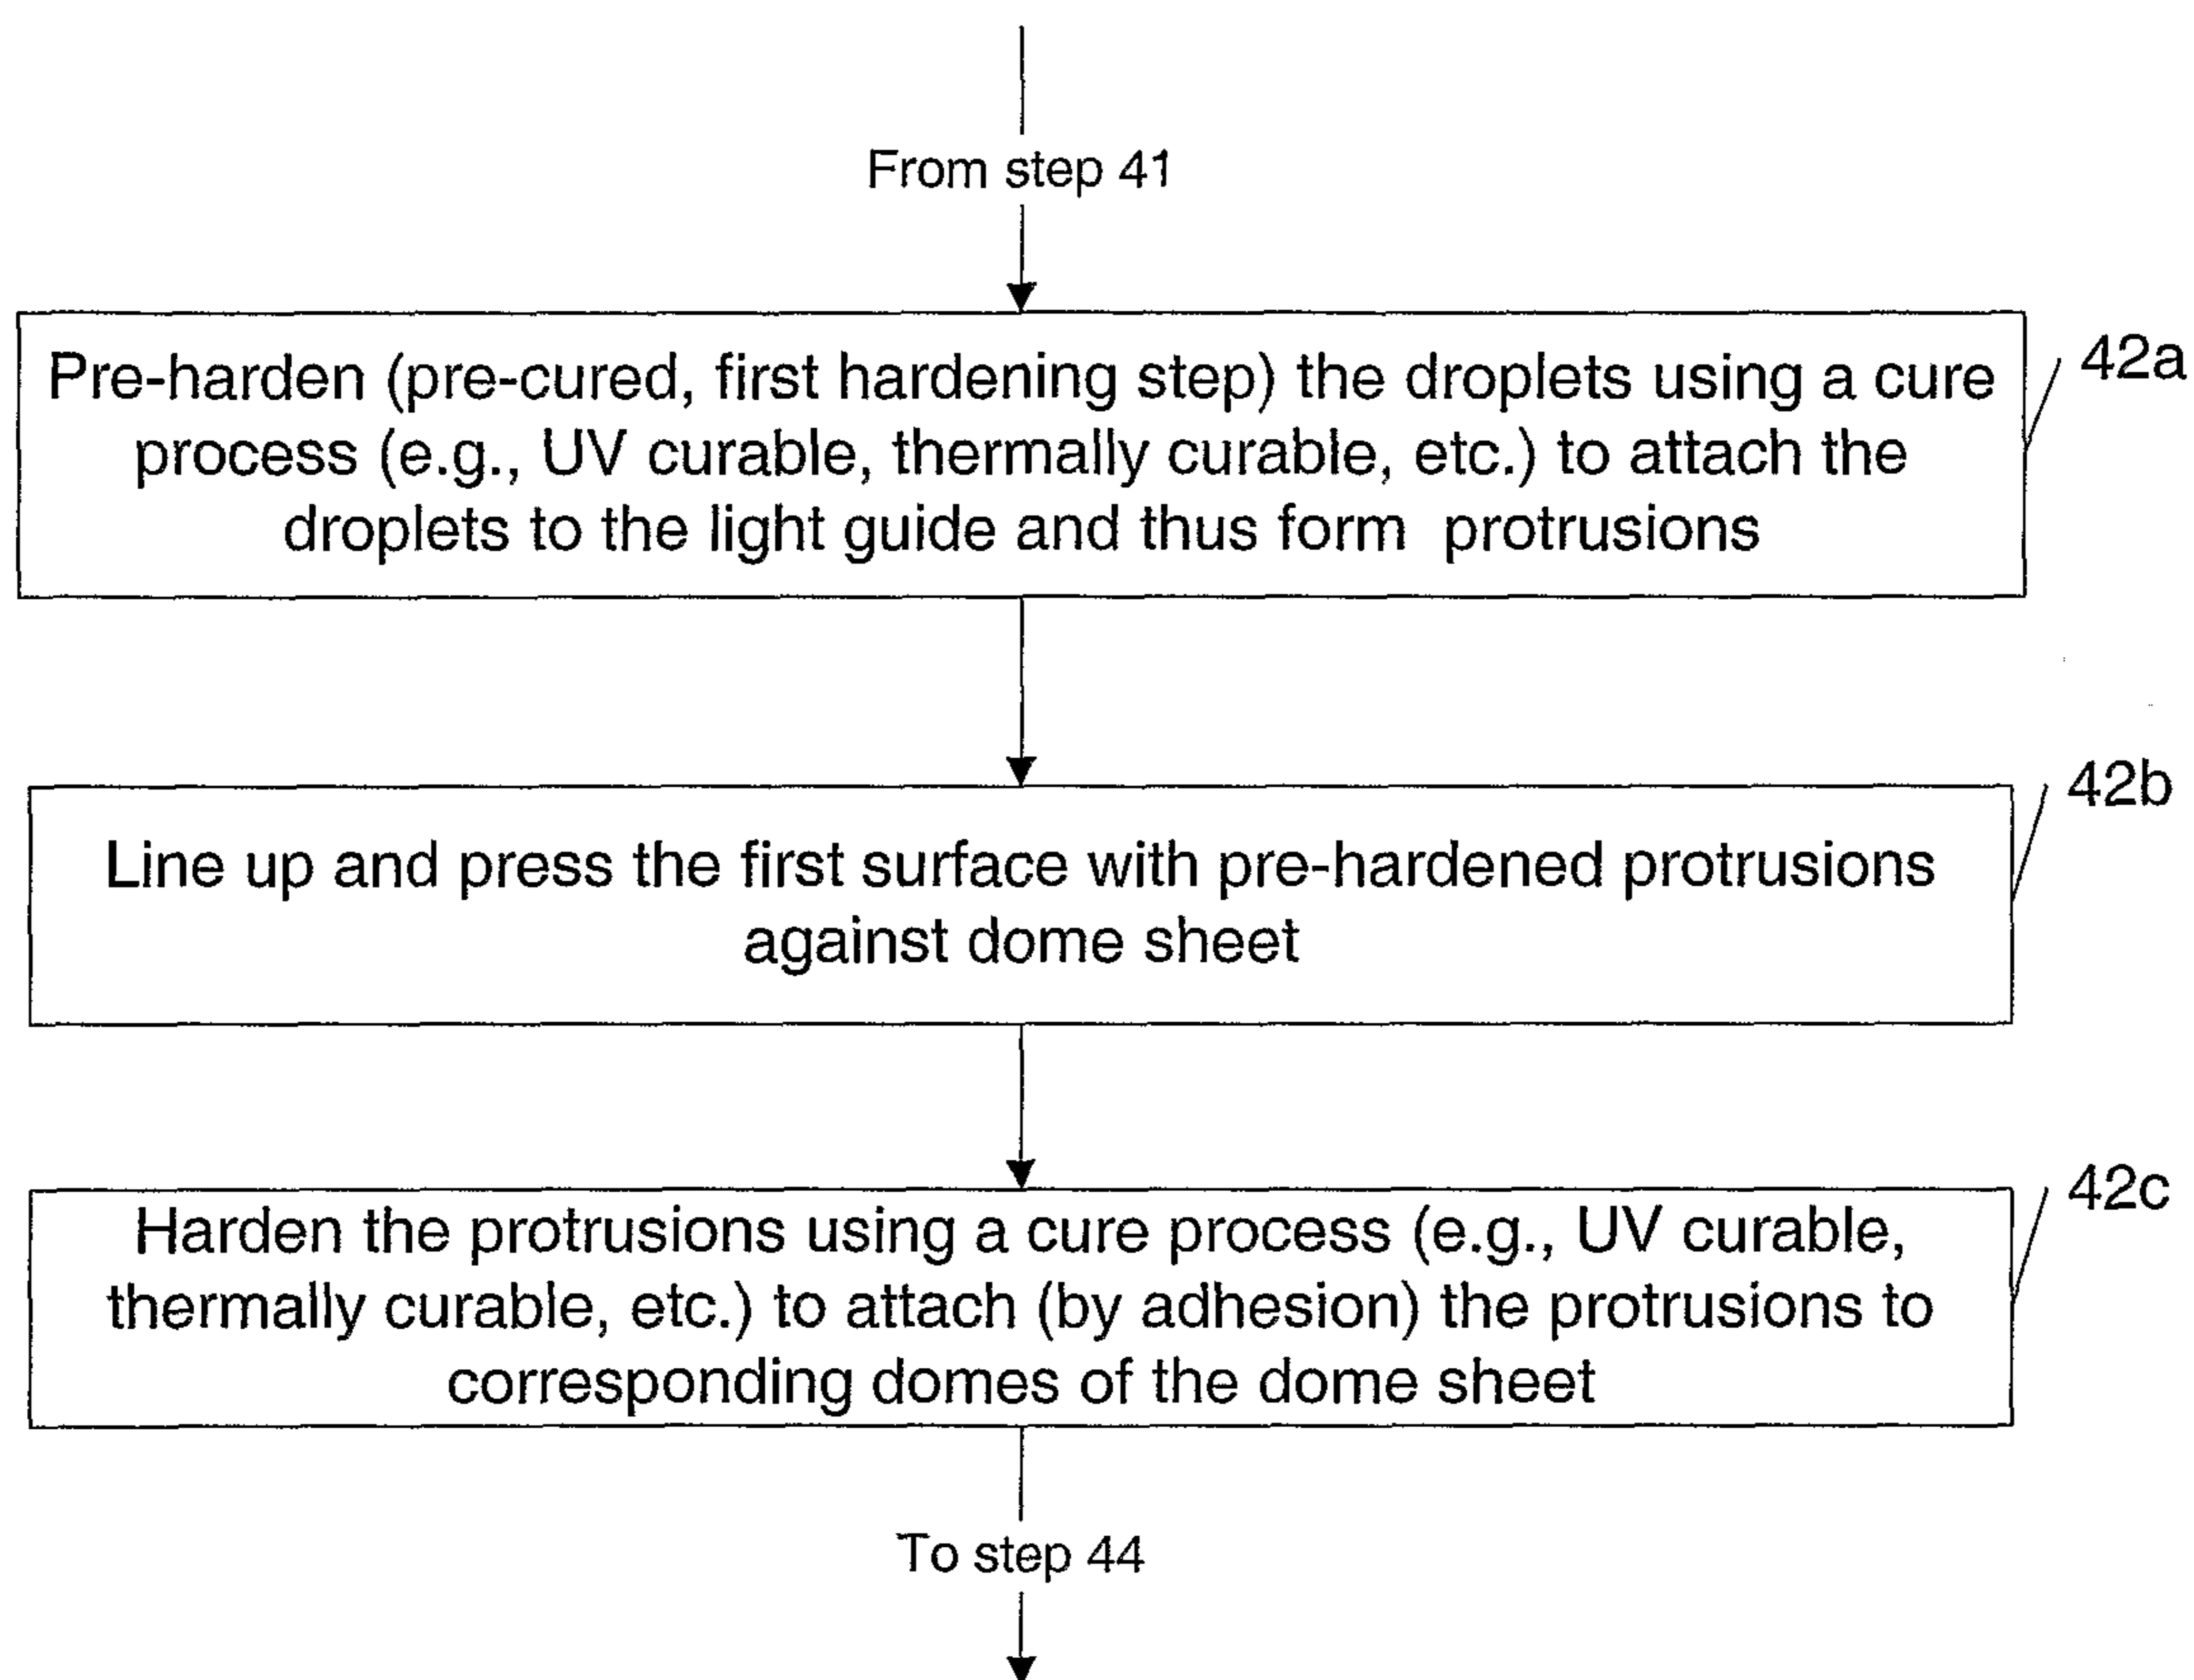 From step 41
Pre-harden (pre-cured, first hardening step) the droplets using a cure
process (e.g., UV curable, thermally curable, etc.) to attach the
droplets to the light guide and thus form protrusions
42a
Line up and press the first surface with pre-hardened protrusions
against dome sheet
42b
Harden the protrusions using a cure process (e.g., UV curable,
thermally curable, etc.) to attach (by adhesion) the protrusions to
corresponding domes of the dome sheet
42c
To step 44